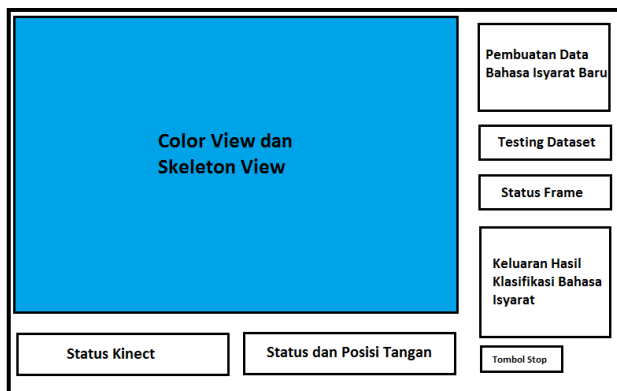 Color View dan
Skeleton View
Pembuatan Data
Bahasa Isyarat Baru
Testing Dataset
Status Frame
Keluaran Hasil
Klasifikasi Bahasa
Isyarat
Status Kinect
Status dan Posisi Tangan
Tombol Stop